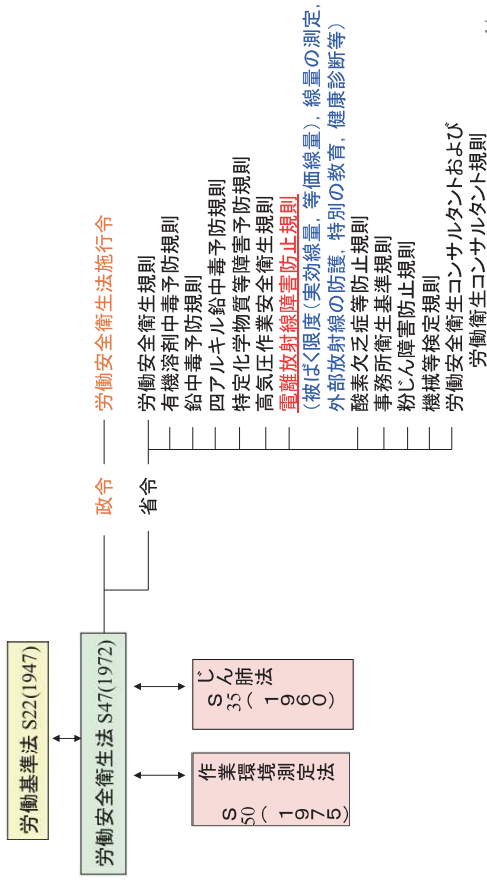 労働基準法 S22(1947)
労働安全衛生法 S47(1972)
作業環境測定法
S50(1975)
じん肺法
S35(1960)
政令
労働安全衛生法施行令
省令
労働安全衛生規則
有機溶剤中毒予防規則
鉛中毒予防規則
四アルキル鉛中毒予防規則
特定化学物質等障害予防規則
高気圧作業安全衛生規則
電離放射線障害防止規則
(被ばく限度(実効線量, 等価線量), 線量の測定,
外部放射線の防護, 特別の教育, 健康診断等)
酸素欠乏症等防止規則
事務所衛生基準規則
粉じん障害防止規則
機械等検定規則
労働安全衛生コンサルタントおよび
労働衛生コンサルタント規則